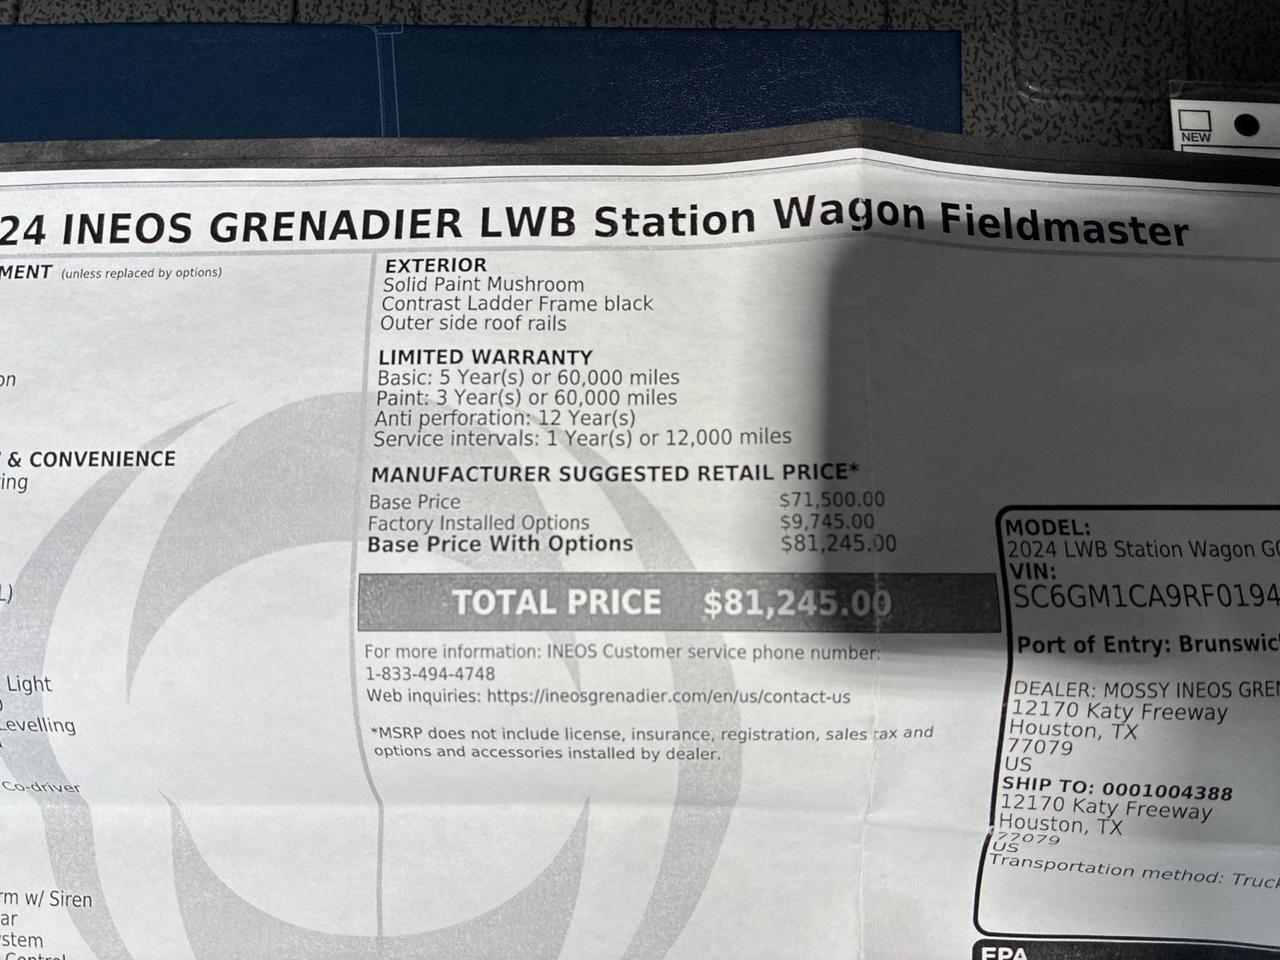 24 INEOS GRENADIER LWB Station Wagon Fieldmaster
MENT (unless replaced by options)
on
& CONVENIENCE
ring
L)
Light
Levelling
Co-driver
rm w/ Siren
ar
stem
Control
EXTERIOR
Solid Paint Mushroom
Contrast Ladder Frame black
Outer side roof rails
LIMITED WARRANTY
Basic: 5 Year(s) or 60,000 miles
Paint: 3 Year(s) or 60,000 miles
Anti perforation: 12 Year(s)
Service intervals: 1 Year(s) or 12,000 miles
MANUFACTURER SUGGESTED RETAIL PRICE*
Base Price $71,500.00
Factory Installed Options $9,745.00
Base Price With Options $81,245.00
TOTAL PRICE $81,245.00
For more information: INEOS Customer service phone number:
1-833-494-4748
Web inquiries: https://ineosgrenadier.com/en/us/contact-us
*MSRP does not include license, insurance, registration, sales tax and
options and accessories installed by dealer.
MODEL:
2024 LWB Station Wagon G
VIN:
SC6GM1CA9RF0194
Port of Entry: Brunswic
DEALER: MOSSY INEOS GRE
12170 Katy Freeway
Houston, TX
77079
US
SHIP TO: 0001004388
12170 Katy Freeway
Houston, TX
77079
US
Transportation method: Truck
EPA
NEW